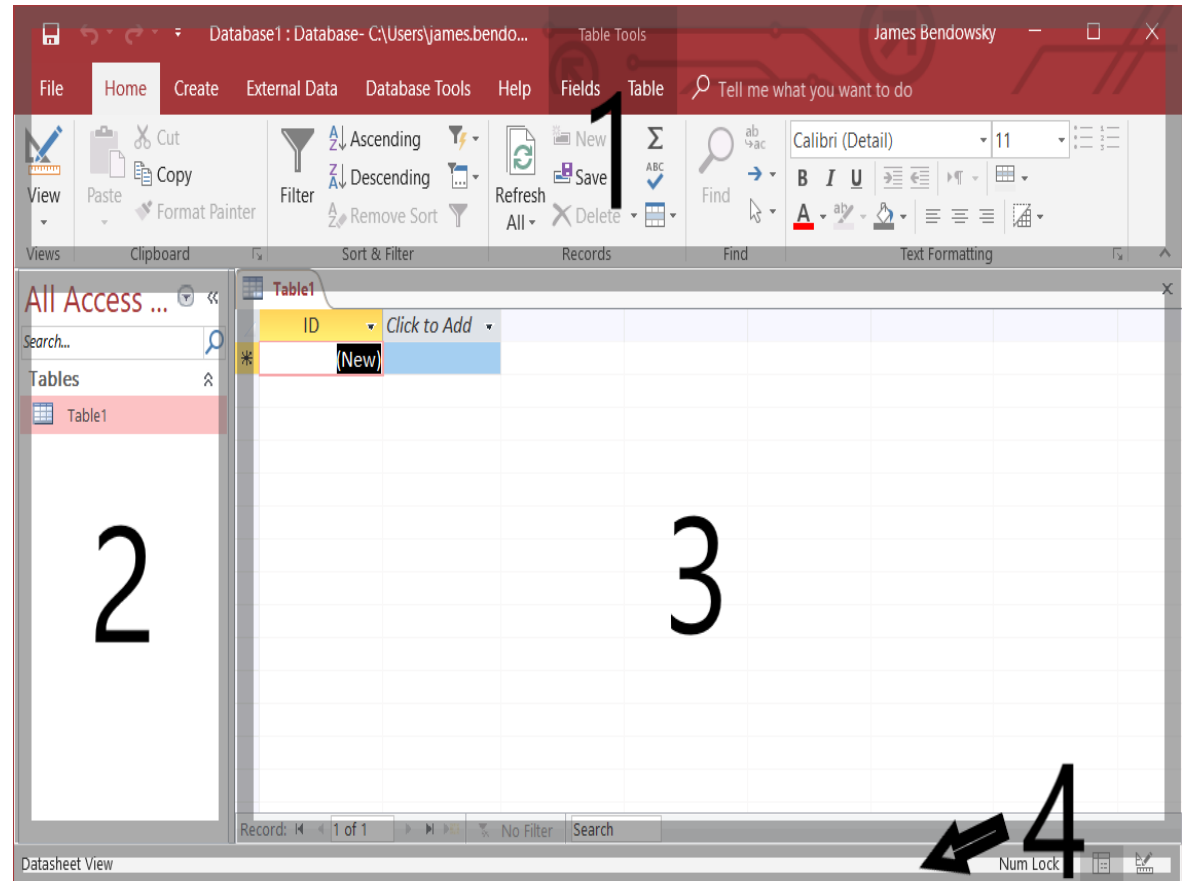 Database1 : Database- C:\Users\james.bendo... Table Tools James Bendowsky
File Home Create External Data Database Tools Help Fields Table Tell me what you want to do
1
View Paste Cut Copy Format Painter
Filter Ascending Descending Remove Sort
Refresh All New Save Delete Σ ABC
Find ab ac
Calibri (Detail) 11
B I U
A ab
Views Clipboard Sort & Filter Records Find Text Formatting
All Access ...
Search...
Tables
Table1
2
Table1
ID Click to Add
(New)
3
Record: 1 of 1 No Filter Search
4
Datasheet View Num Lock